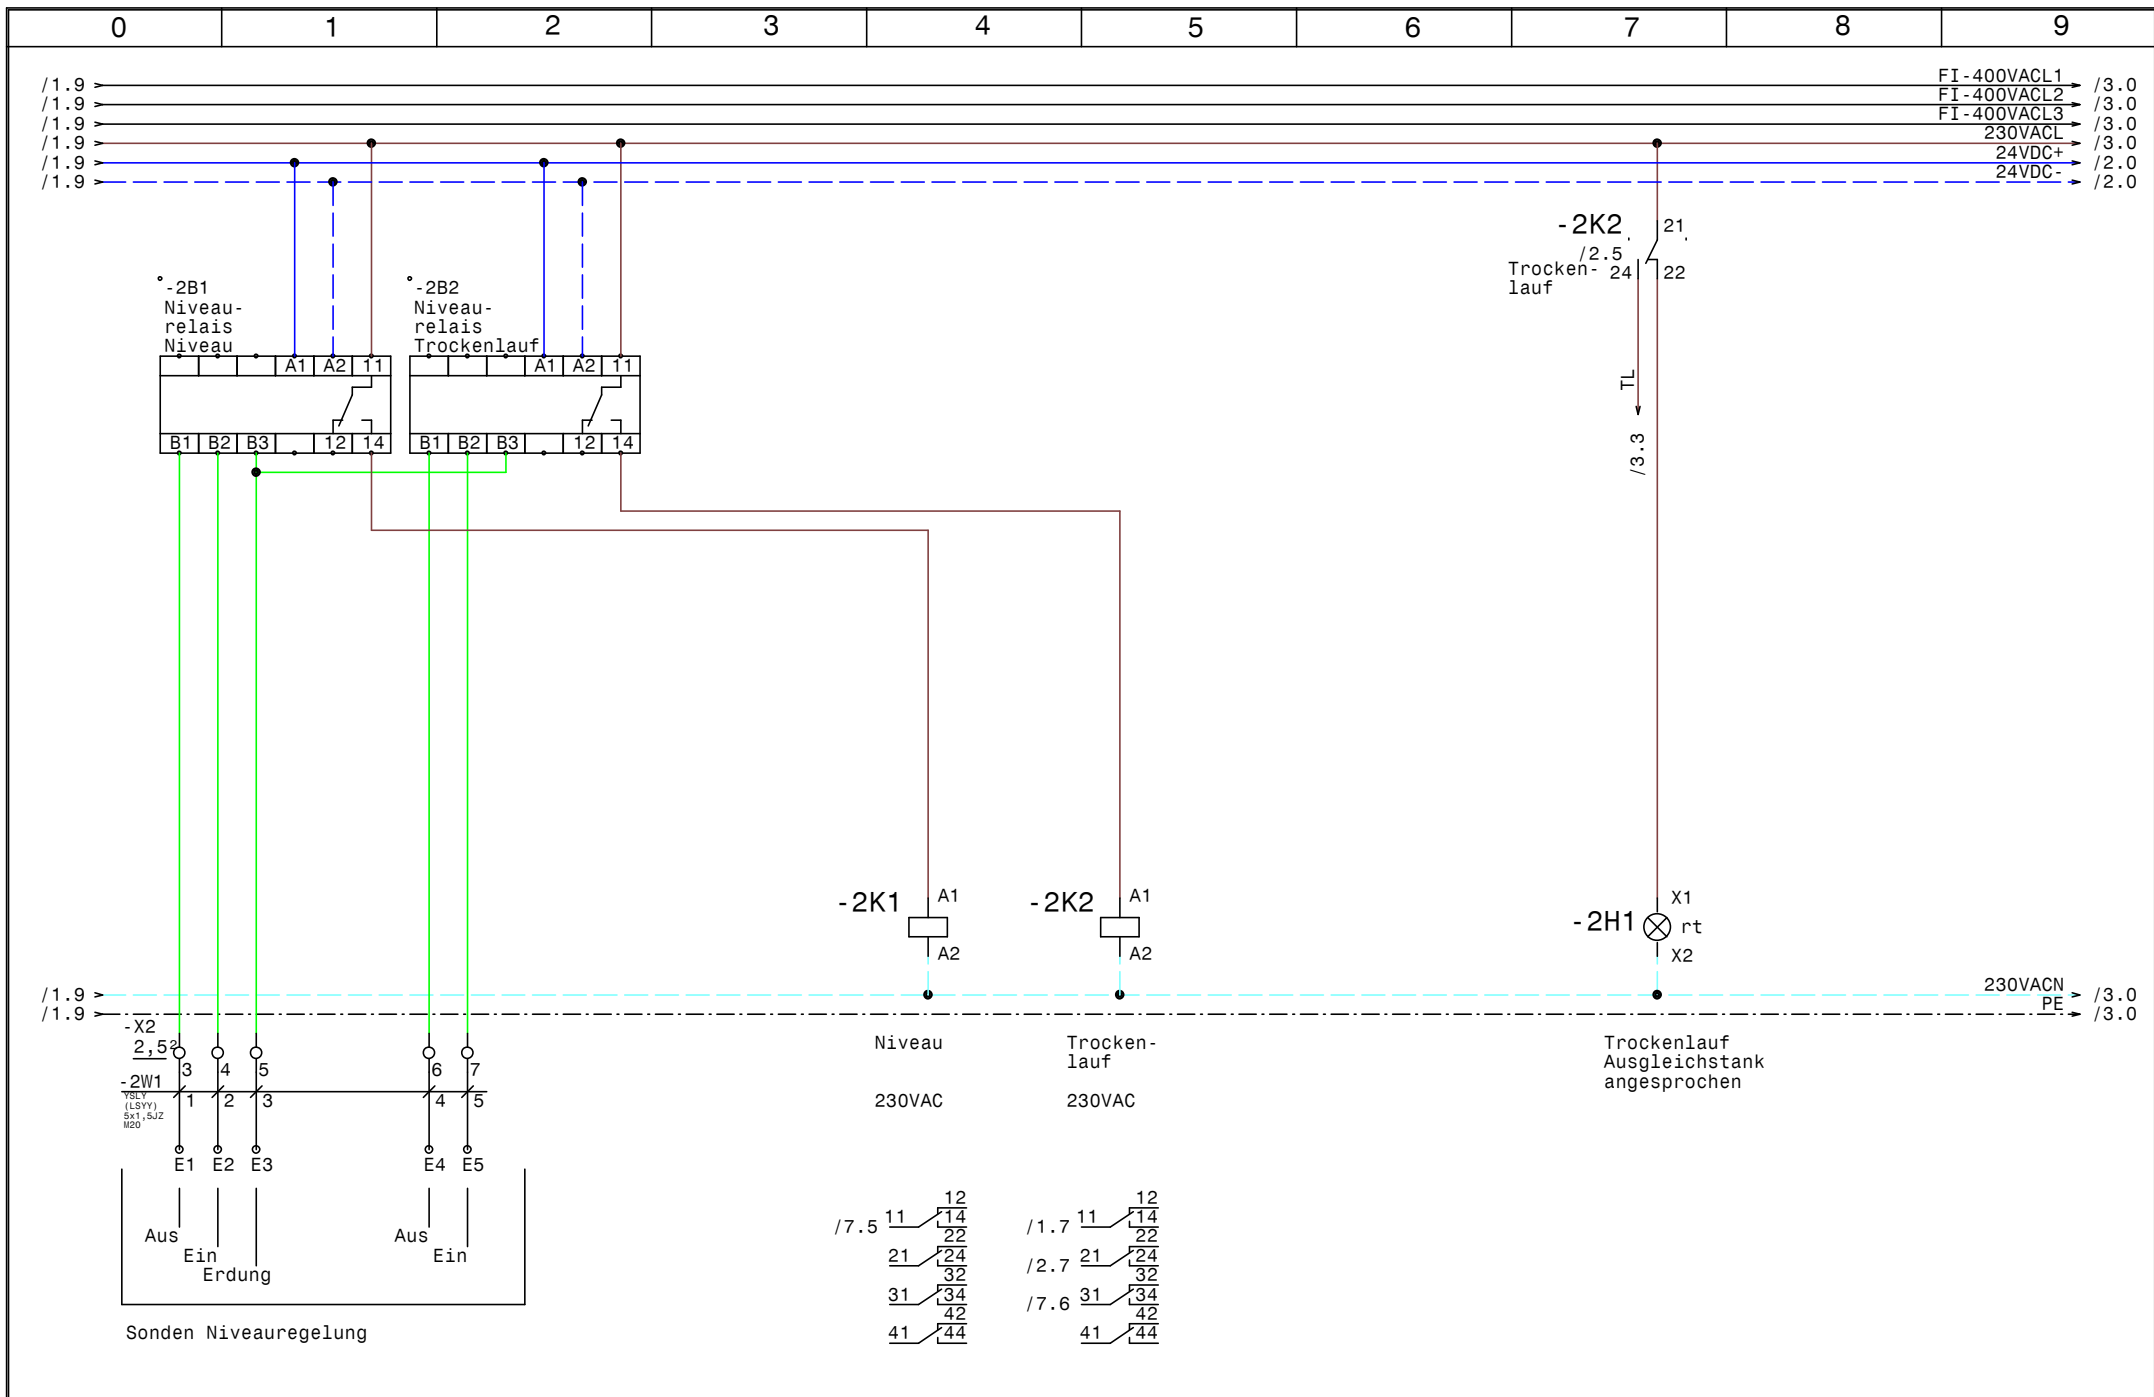 0 1 2 3 4 5 6 7 8 9
/1.9 FI-400VACL1 /3.0
/1.9 FI-400VACL2 /3.0
/1.9 FI-400VACL3 /3.0
/1.9 230VACL /3.0
/1.9 24VDC+ /2.0
/1.9 24VDC- /2.0
-2K2 21
/2.5
Trocken- 24 22
lauf
TL
/3.3
-2B1
Niveau-
relais
Niveau
A1 A2 11
B1 B2 B3 12 14
-2B2
Niveau-
relais
Trockenlauf
A1 A2 11
B1 B2 B3 12 14
-2K1 A1
A2
-2K2 A1
A2
-2H1 X1
rt
X2
/1.9 230VACN /3.0
/1.9 PE /3.0
-X2
2,5²
3 4 5 6 7
-2W1
YSLY
(LSYY)
5x1,5JZ
M20
1 2 3 4 5
E1 E2 E3 E4 E5
Aus Aus
Ein Ein
Erdung
Sonden Niveauregelung
Niveau
230VAC
Trocken-
lauf
230VAC
Trockenlauf
Ausgleichstank
angesprochen
12
/7.5 11 14
22
21 24
32
31 34
42
41 44
12
/1.7 11 14
22
/2.7 21 24
32
/7.6 31 34
42
41 44